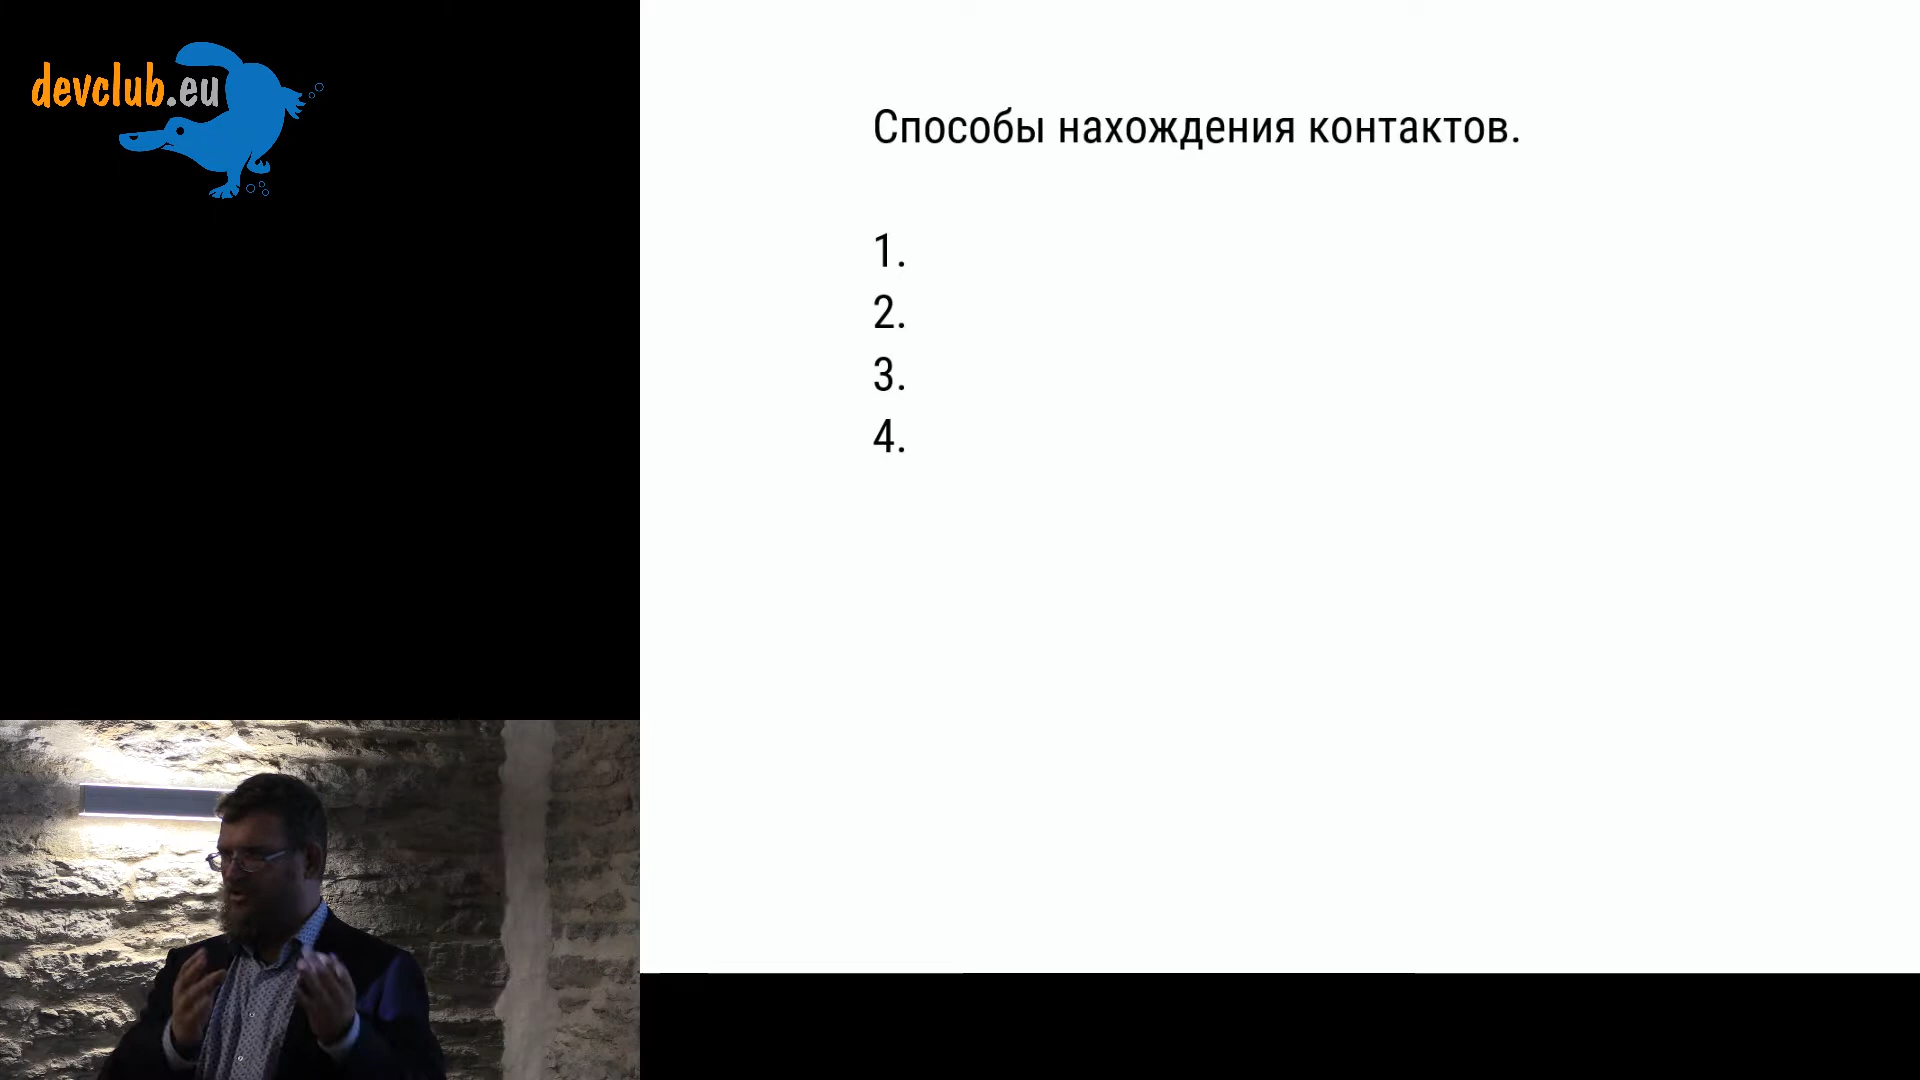 devclub.eu
Способы нахождения контактов.
1.
2.
3.
4.